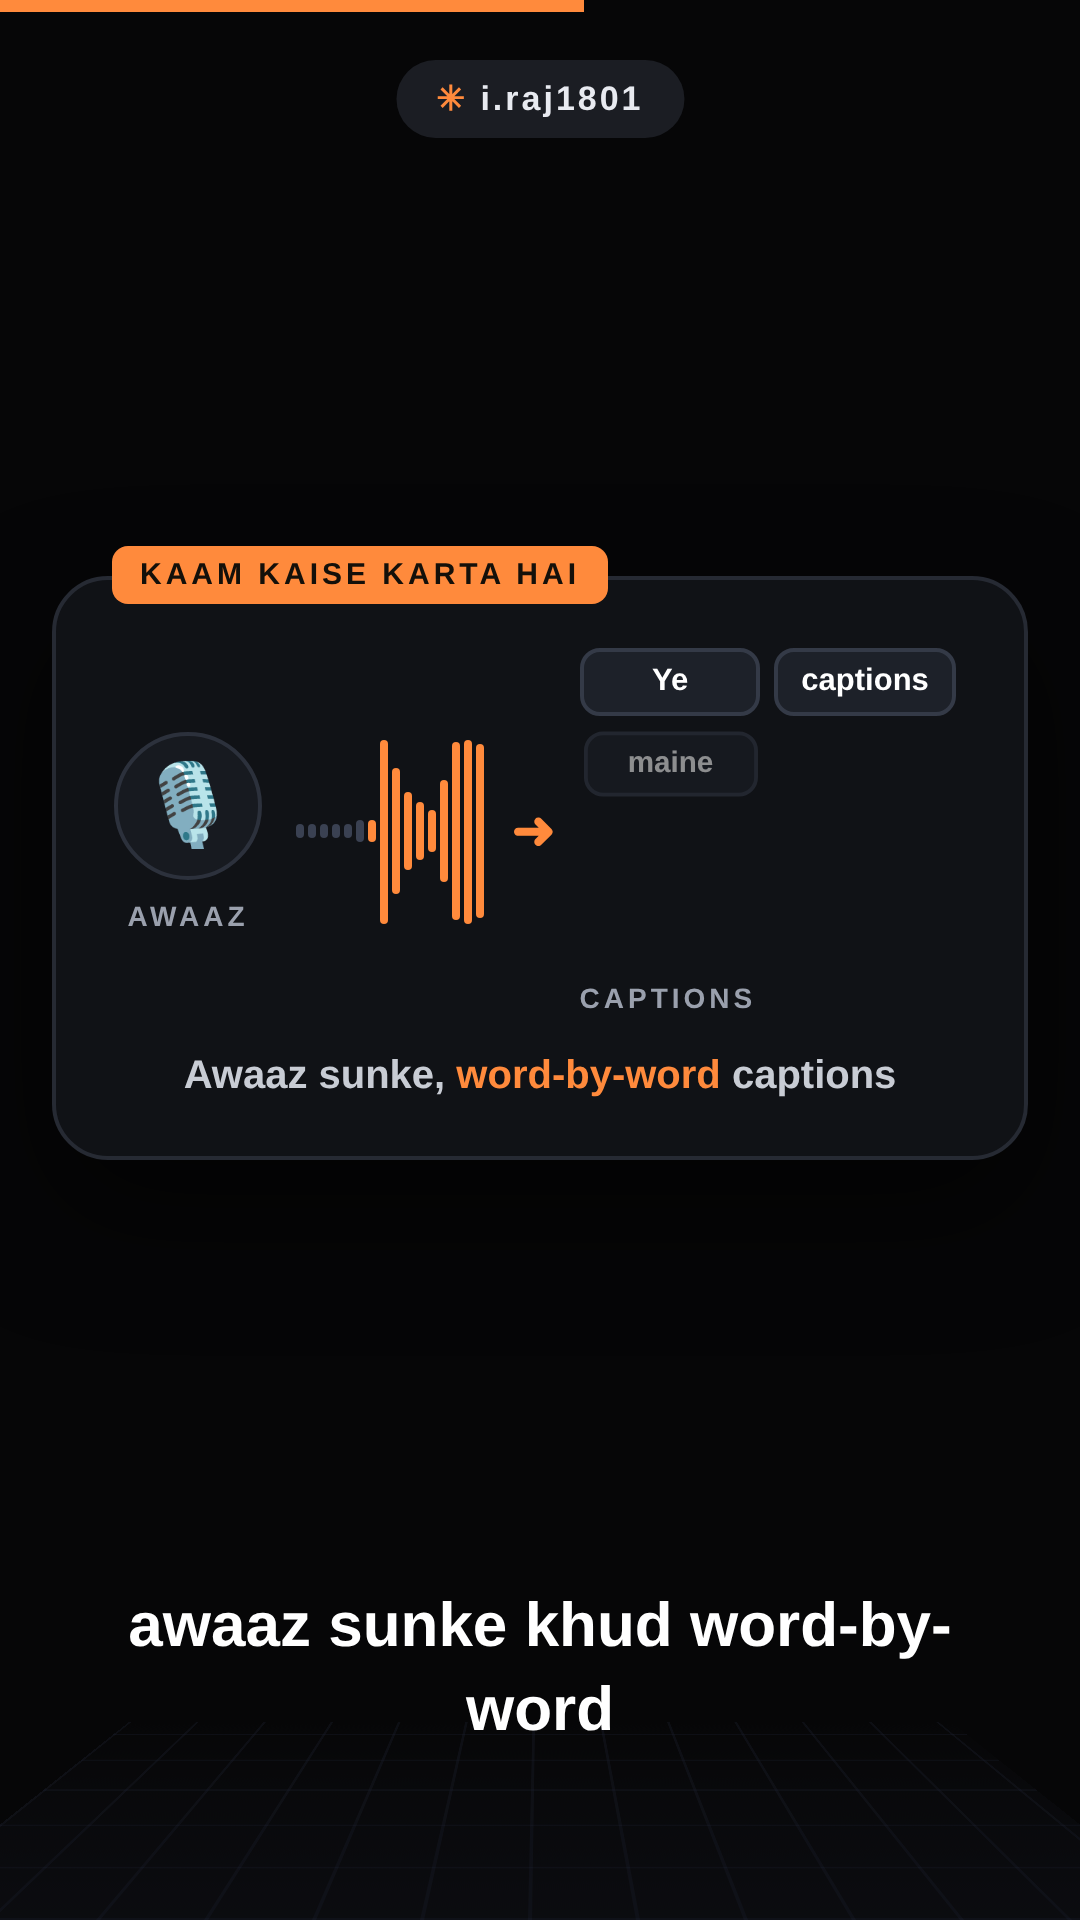 i.raj1801
KAAM KAISE KARTA HAI
Ye captions
maine
AWAAZ
CAPTIONS
Awaaz sunke, word-by-word captions
awaaz sunke khud word-by-
word